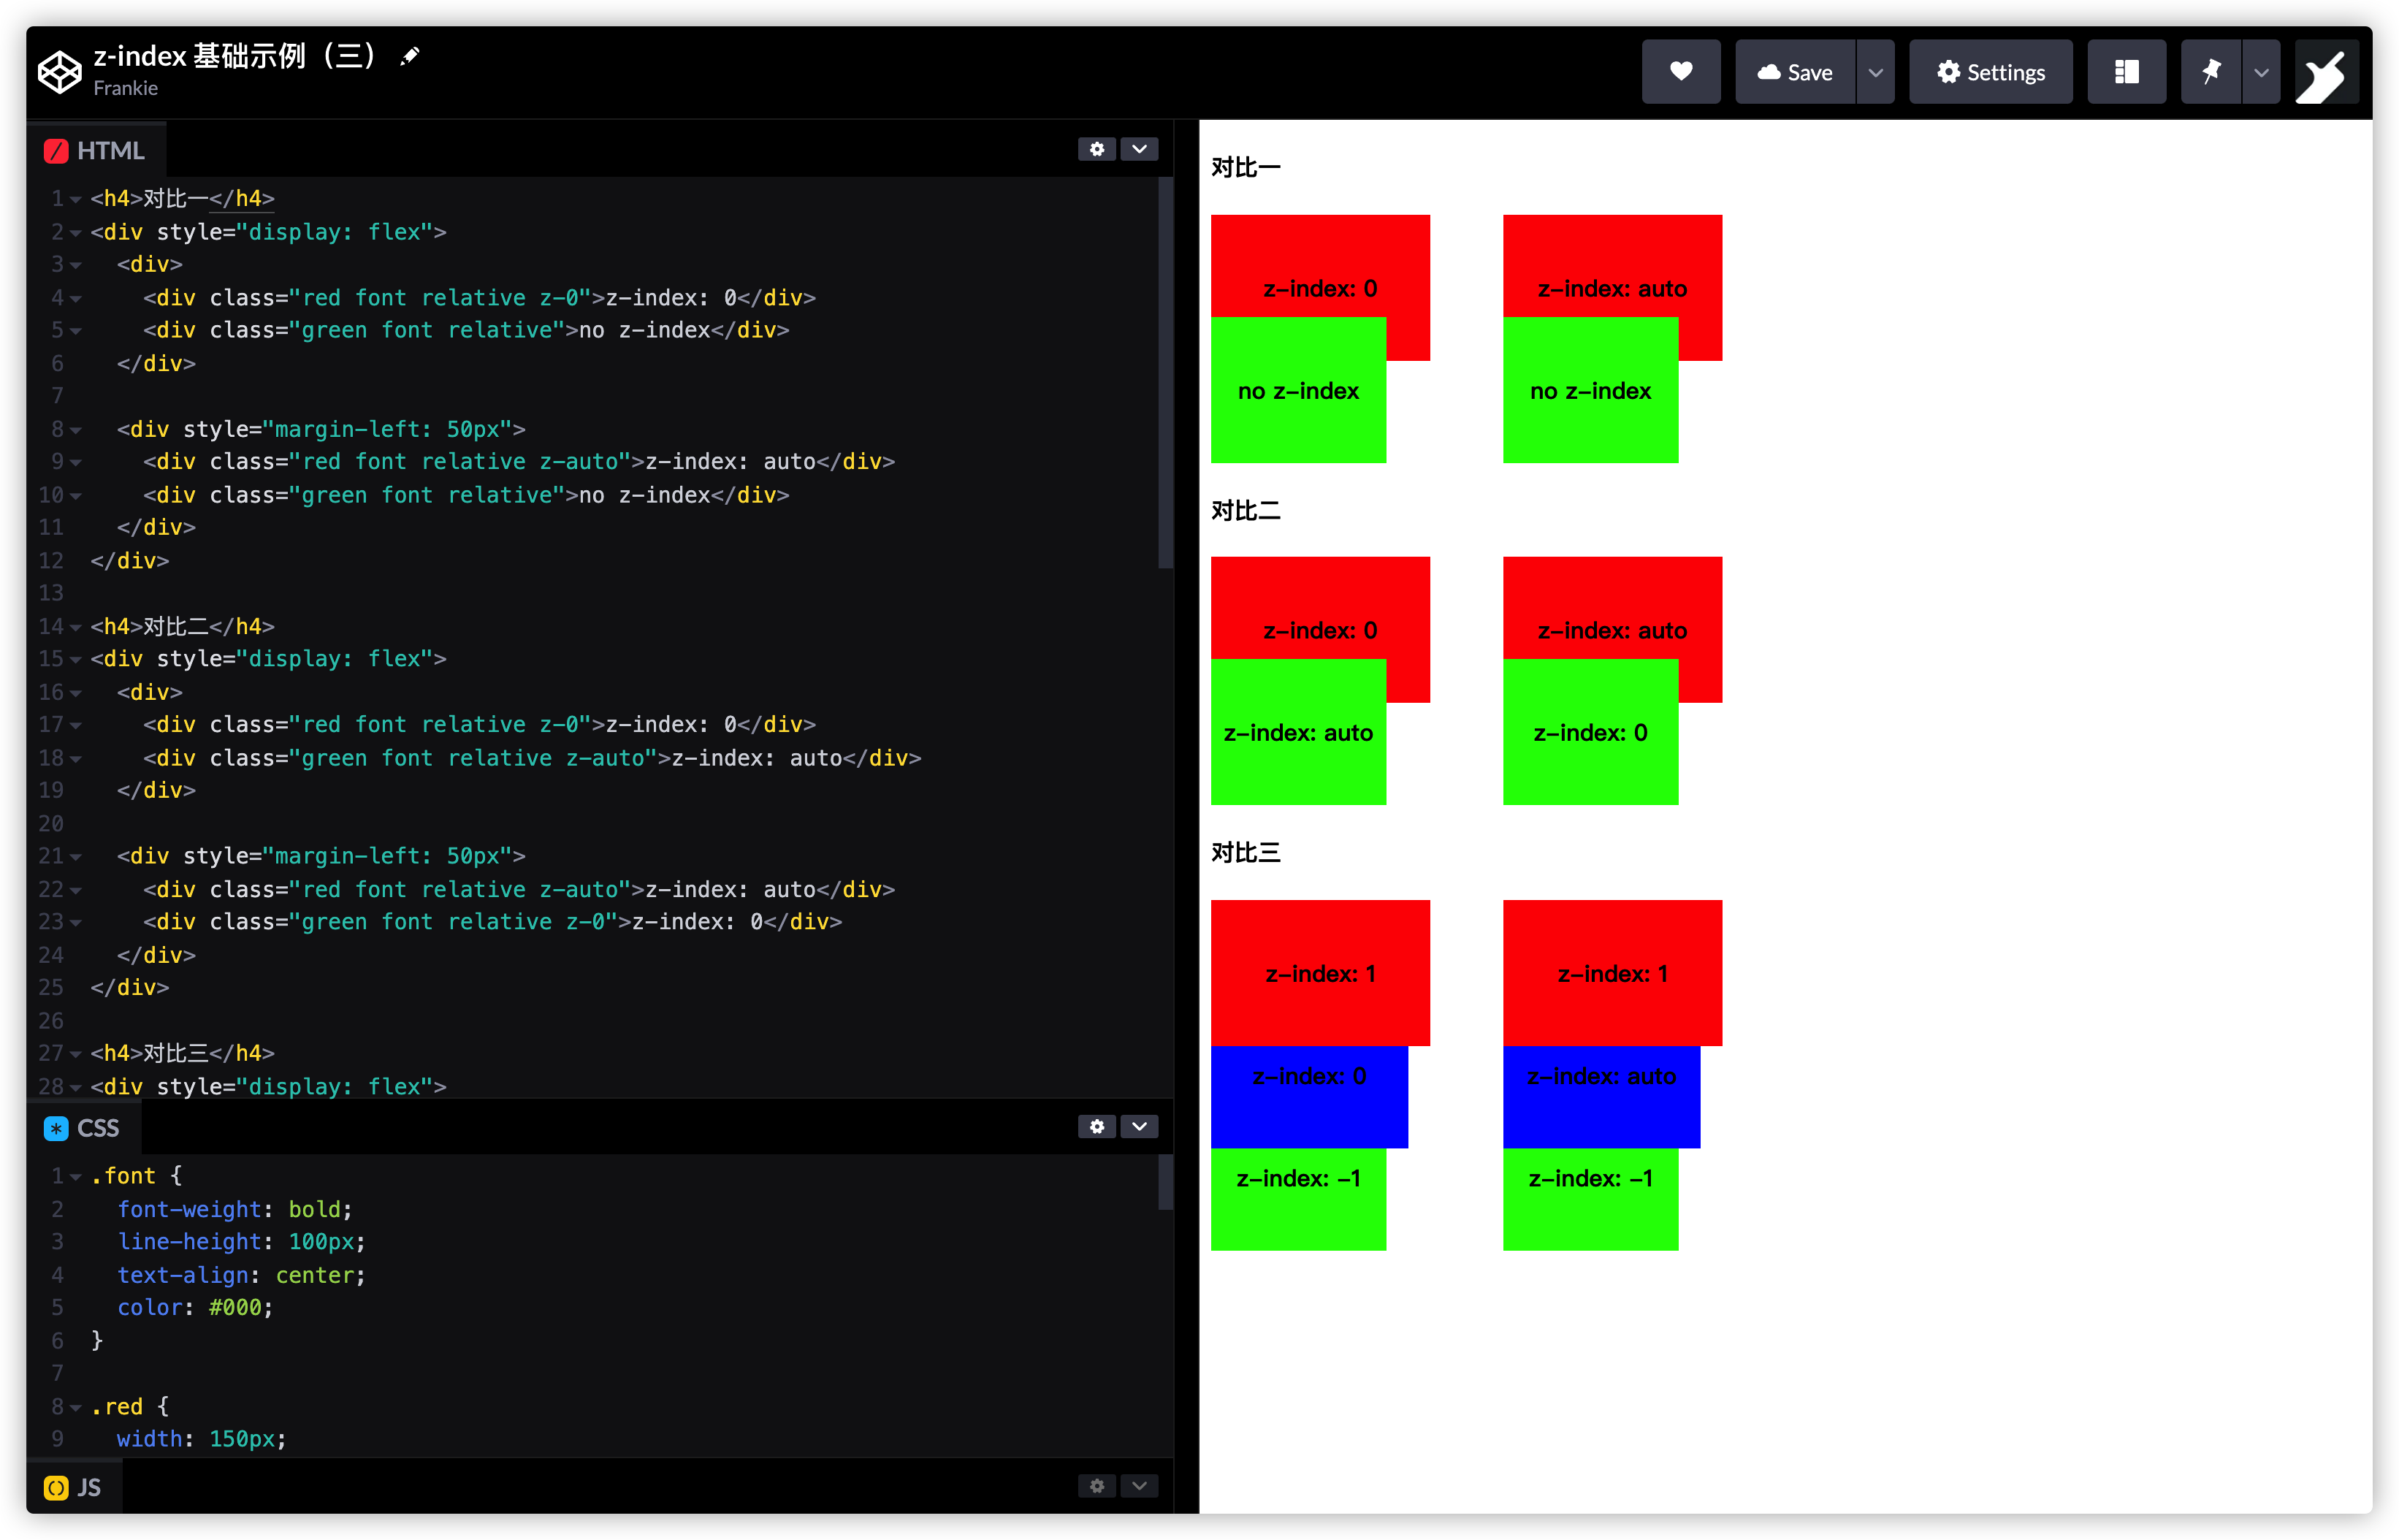 z-index 基础示例（三）
Frankie
Save
Settings
HTML
1 <h4>对比一</h4>
2 <div style="display: flex">
3   <div>
4     <div class="red font relative z-0">z-index: 0</div>
5     <div class="green font relative">no z-index</div>
6   </div>
7
8   <div style="margin-left: 50px">
9     <div class="red font relative z-auto">z-index: auto</div>
10     <div class="green font relative">no z-index</div>
11   </div>
12 </div>
13
14 <h4>对比二</h4>
15 <div style="display: flex">
16   <div>
17     <div class="red font relative z-0">z-index: 0</div>
18     <div class="green font relative z-auto">z-index: auto</div>
19   </div>
20
21   <div style="margin-left: 50px">
22     <div class="red font relative z-auto">z-index: auto</div>
23     <div class="green font relative z-0">z-index: 0</div>
24   </div>
25 </div>
26
27 <h4>对比三</h4>
28 <div style="display: flex">
CSS
1 .font {
2   font-weight: bold;
3   line-height: 100px;
4   text-align: center;
5   color: #000;
6 }
7
8 .red {
9   width: 150px;
JS
对比一
z-index: 0
z-index: auto
no z-index
no z-index
对比二
z-index: 0
z-index: auto
z-index: auto
z-index: 0
对比三
z-index: 1
z-index: 1
z-index: 0
z-index: auto
z-index: -1
z-index: -1